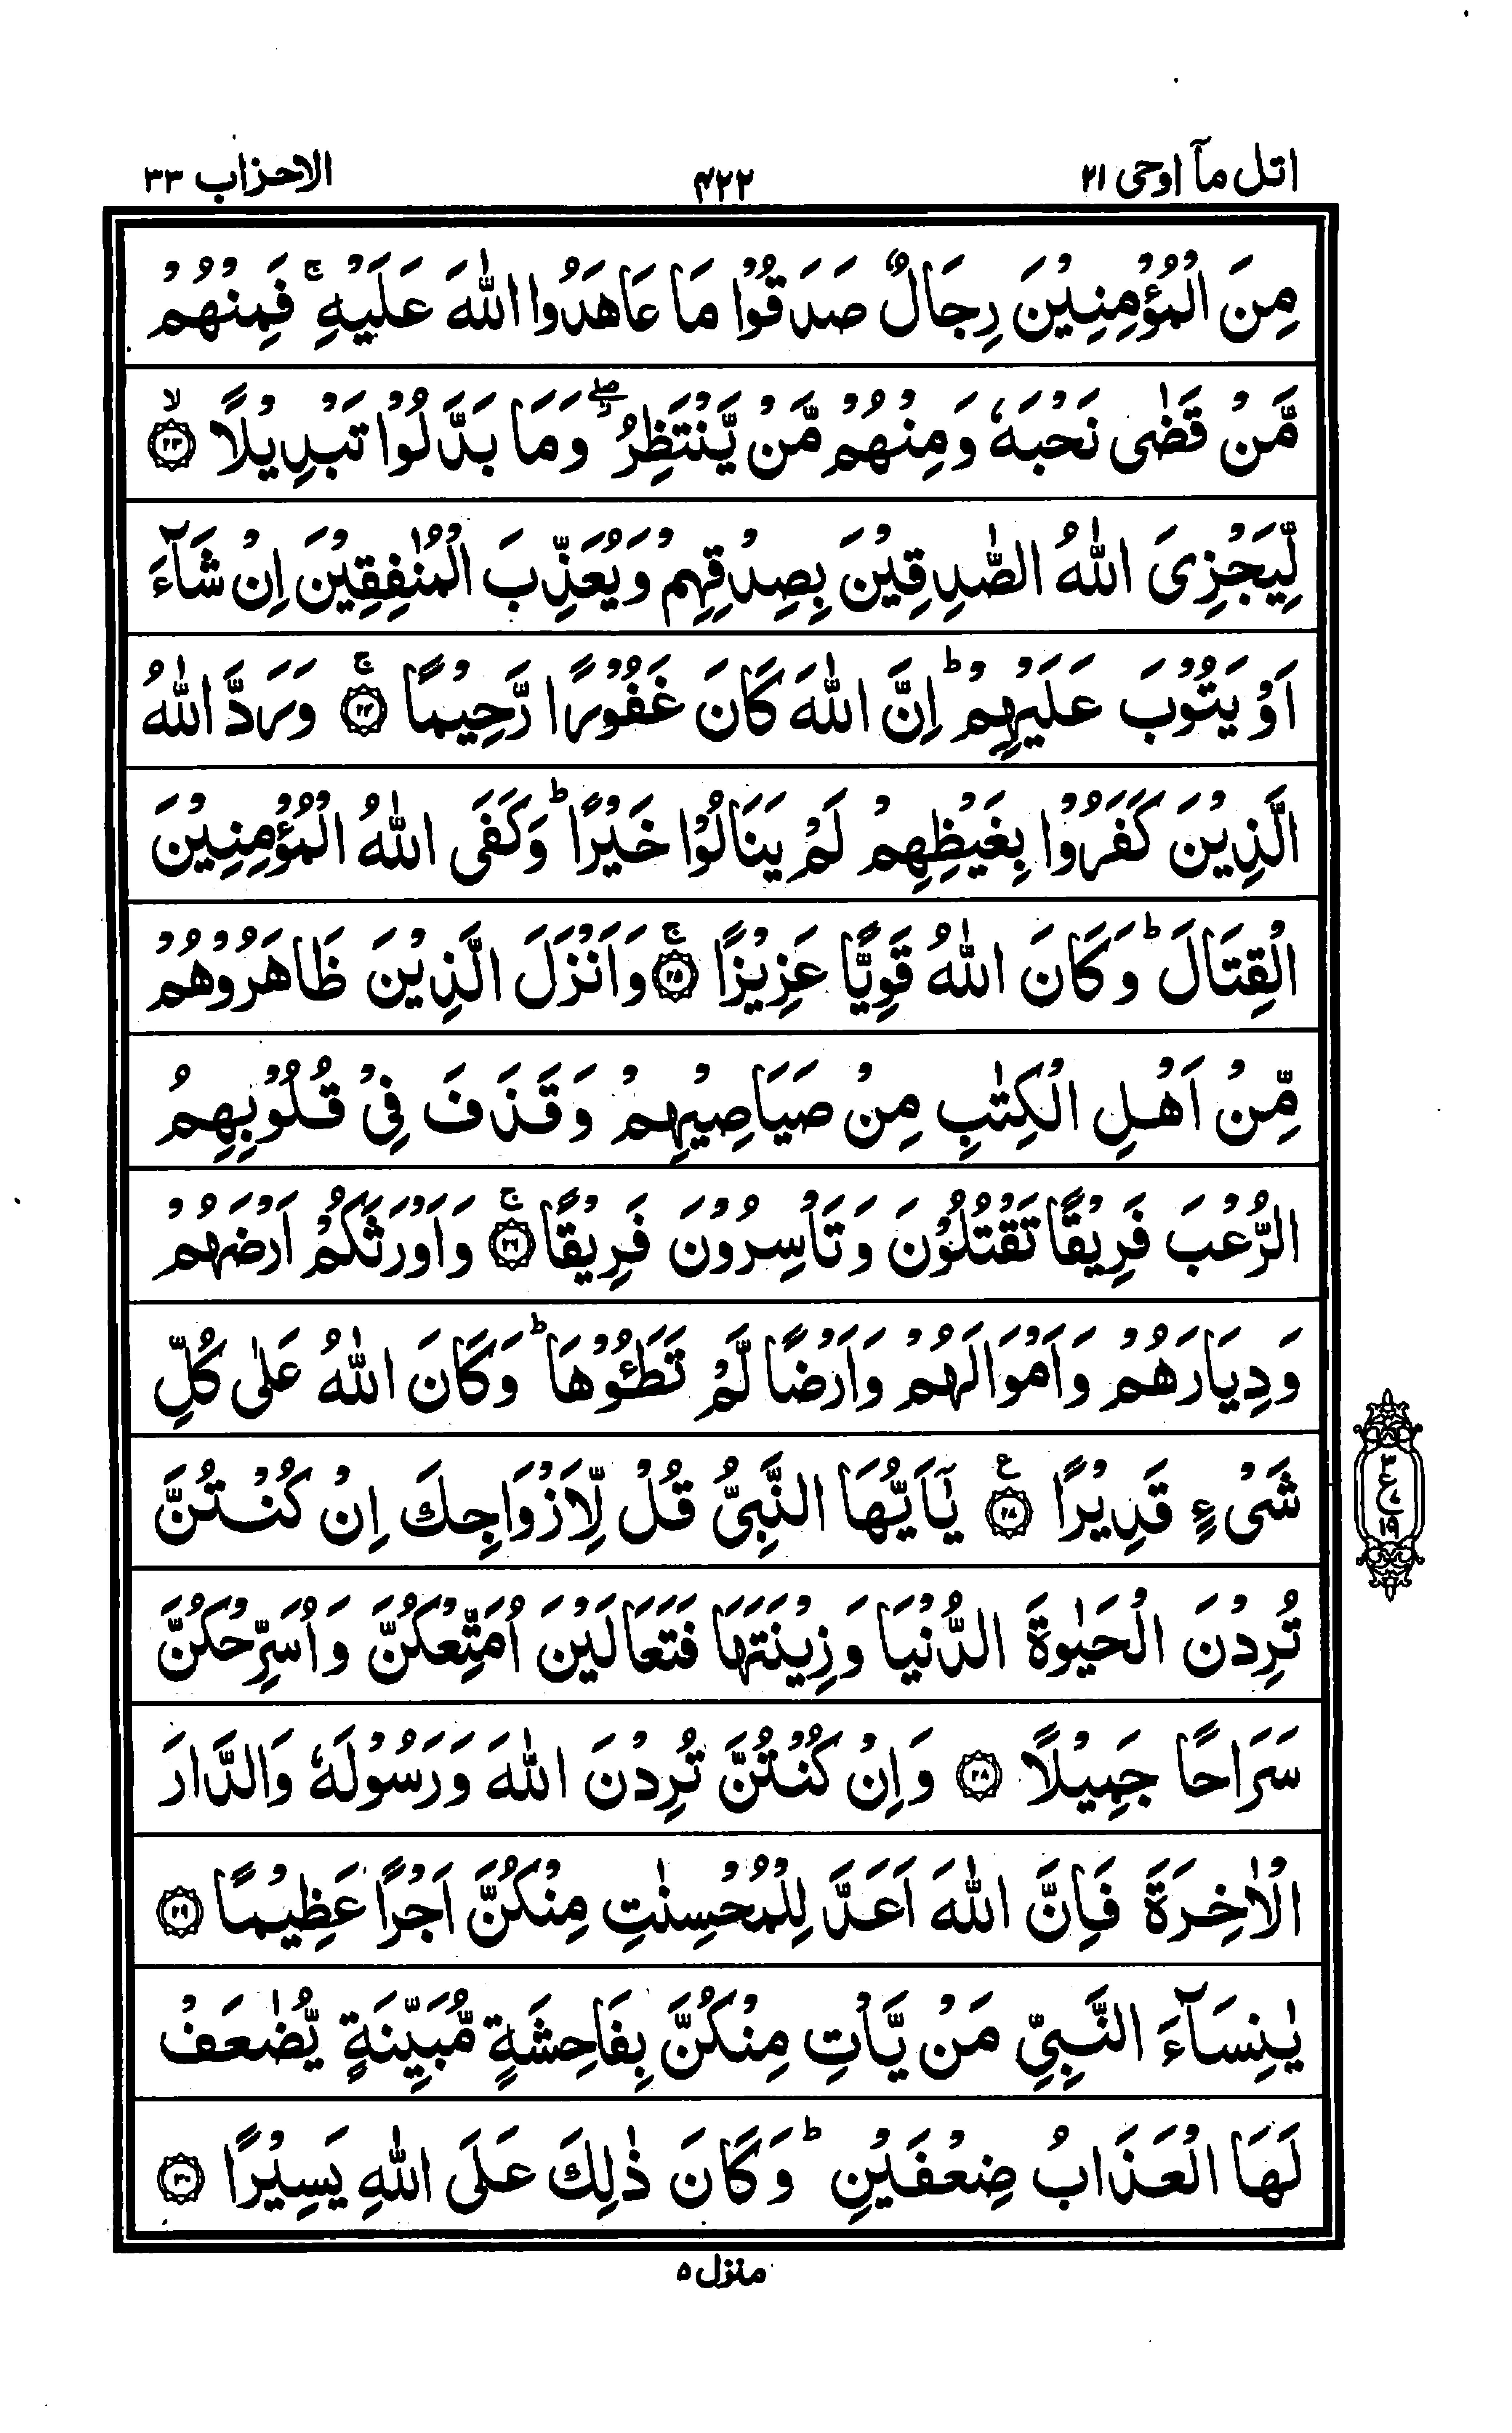 اتل ماۤ اوحی ۲۱
۴۲۲
الاحزاب ۳۳
مِنَ الۡمُؤۡمِنِیۡنَ رِجَالٌ صَدَقُوۡا مَا عَاهَدُوا اللّٰهَ عَلَیۡهِ ۚ فَمِنۡهُمۡ
مَّنۡ قَضٰی نَحۡبَهٗ وَمِنۡهُمۡ مَّنۡ یَّنۡتَظِرُ ۖ وَمَا بَدَّلُوۡا تَبۡدِیۡلًا ۙ ﴿۲۳﴾
لِّیَجۡزِیَ اللّٰهُ الصّٰدِقِیۡنَ بِصِدۡقِهِمۡ وَیُعَذِّبَ الۡمُنٰفِقِیۡنَ اِنۡ شَآءَ
اَوۡ یَتُوۡبَ عَلَیۡهِمۡ ؕ اِنَّ اللّٰهَ کَانَ غَفُوۡرًا رَّحِیۡمًا ۚ ﴿۲۴﴾ وَرَدَّ اللّٰهُ
الَّذِیۡنَ کَفَرُوۡا بِغَیۡظِهِمۡ لَمۡ یَنَالُوۡا خَیۡرًا ؕ وَکَفَی اللّٰهُ الۡمُؤۡمِنِیۡنَ
الۡقِتَالَ ؕ وَکَانَ اللّٰهُ قَوِیًّا عَزِیۡزًا ۚ ﴿۲۵﴾ وَاَنۡزَلَ الَّذِیۡنَ ظَاهَرُوۡهُمۡ
مِّنۡ اَهۡلِ الۡکِتٰبِ مِنۡ صَیَاصِیۡهِمۡ وَقَذَفَ فِیۡ قُلُوۡبِهِمُ
الرُّعۡبَ فَرِیۡقًا تَقۡتُلُوۡنَ وَتَاۡسِرُوۡنَ فَرِیۡقًا ۚ ﴿۲۶﴾ وَاَوۡرَثَکُمۡ اَرۡضَهُمۡ
وَدِیَارَهُمۡ وَاَمۡوَالَهُمۡ وَاَرۡضًا لَّمۡ تَطَـُٔوۡهَا ؕ وَکَانَ اللّٰهُ عَلٰی کُلِّ
شَیۡءٍ قَدِیۡرًا ﴿۲۷﴾ ع یٰۤاَیُّهَا النَّبِیُّ قُلۡ لِّاَزۡوَاجِكَ اِنۡ کُنۡتُنَّ
تُرِدۡنَ الۡحَیٰوةَ الدُّنۡیَا وَزِیۡنَتَهَا فَتَعَالَیۡنَ اُمَتِّعۡکُنَّ وَاُسَرِّحۡکُنَّ
سَرَاحًا جَمِیۡلًا ﴿۲۸﴾ وَاِنۡ کُنۡتُنَّ تُرِدۡنَ اللّٰهَ وَرَسُوۡلَهٗ وَالدَّارَ
الۡاٰخِرَةَ فَاِنَّ اللّٰهَ اَعَدَّ لِلۡمُحۡسِنٰتِ مِنۡکُنَّ اَجۡرًا عَظِیۡمًا ﴿۲۹﴾
یٰنِسَآءَ النَّبِیِّ مَنۡ یَّاۡتِ مِنۡکُنَّ بِفَاحِشَةٍ مُّبَیِّنَةٍ یُّضٰعَفۡ
لَهَا الۡعَذَابُ ضِعۡفَیۡنِ ؕ وَکَانَ ذٰلِكَ عَلَی اللّٰهِ یَسِیۡرًا ﴿۳۰﴾
منزل ۵